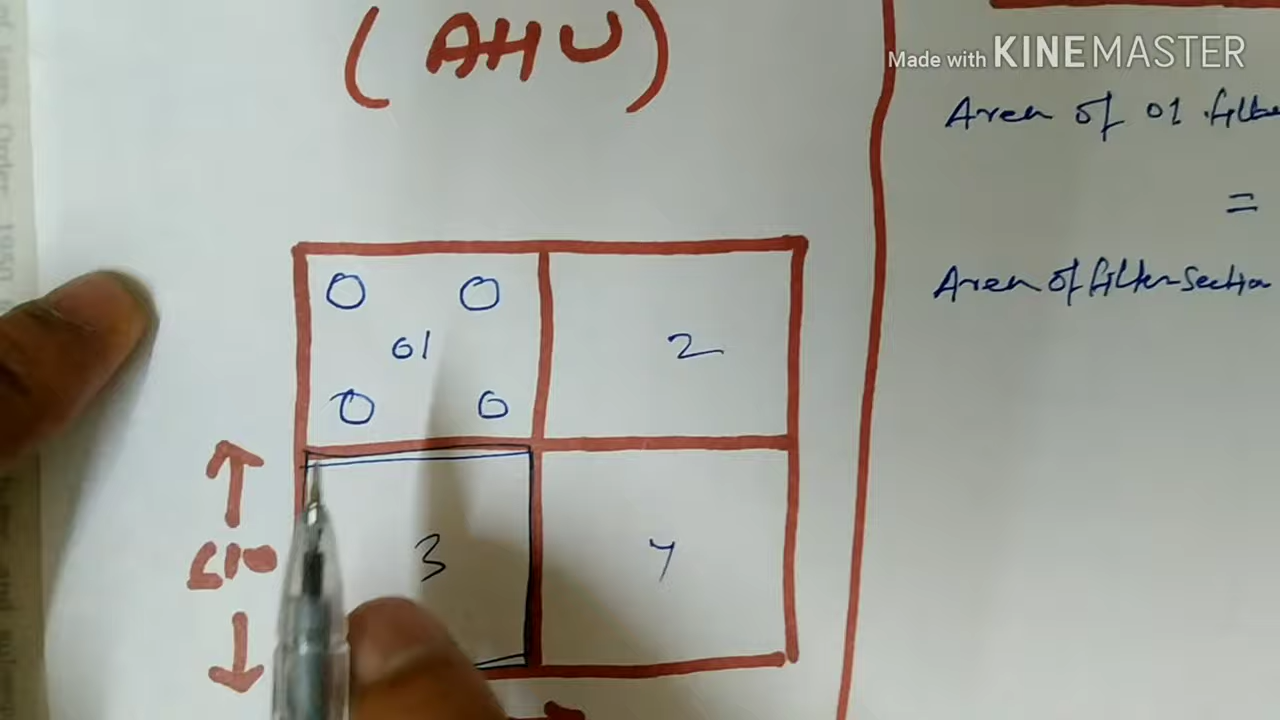 (AHU)
Made with KINEMASTER
Area of 01 filte
=
Area of filter Section
01
2
610
3
4